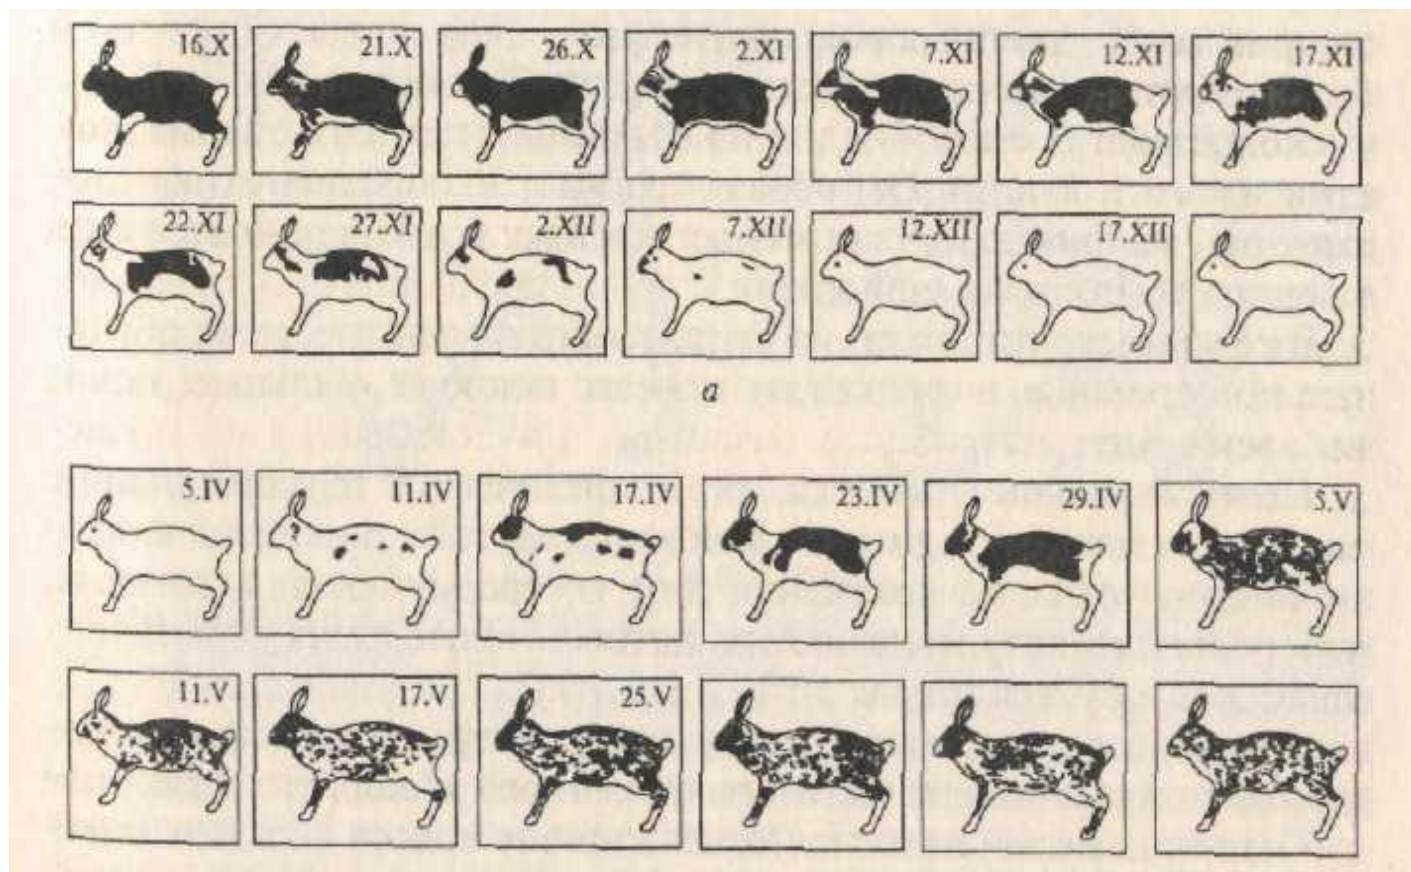 16.X 21.X 26.X 2.XI 7.XI 12.XI 17.XI
22.XI 27.XI 2.XII 7.XII 12.XII 17.XII
а
5.IV 11.IV 17.IV 23.IV 29.IV 5.V
11.V 17.V 25.V